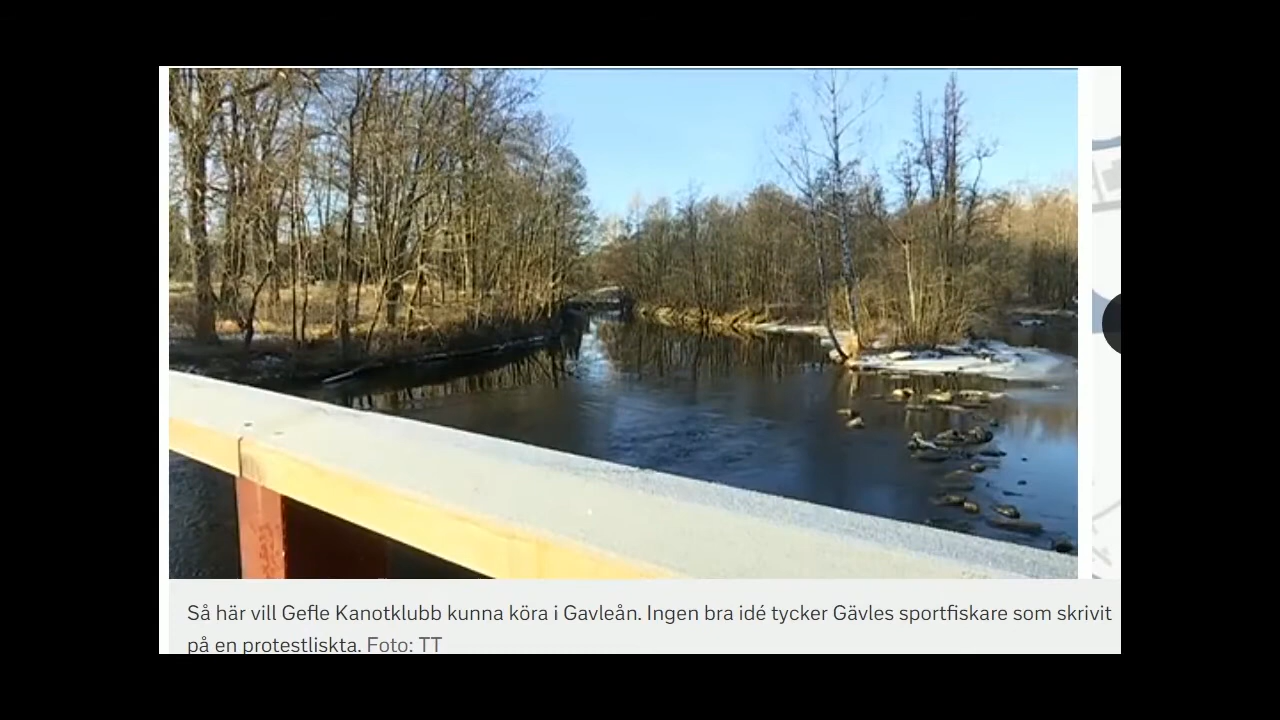 Så här vill Gefle Kanotklubb kunna köra i Gavleån. Ingen bra idé tycker Gävles sportfiskare som skrivit
på en protestliskta. Foto: TT